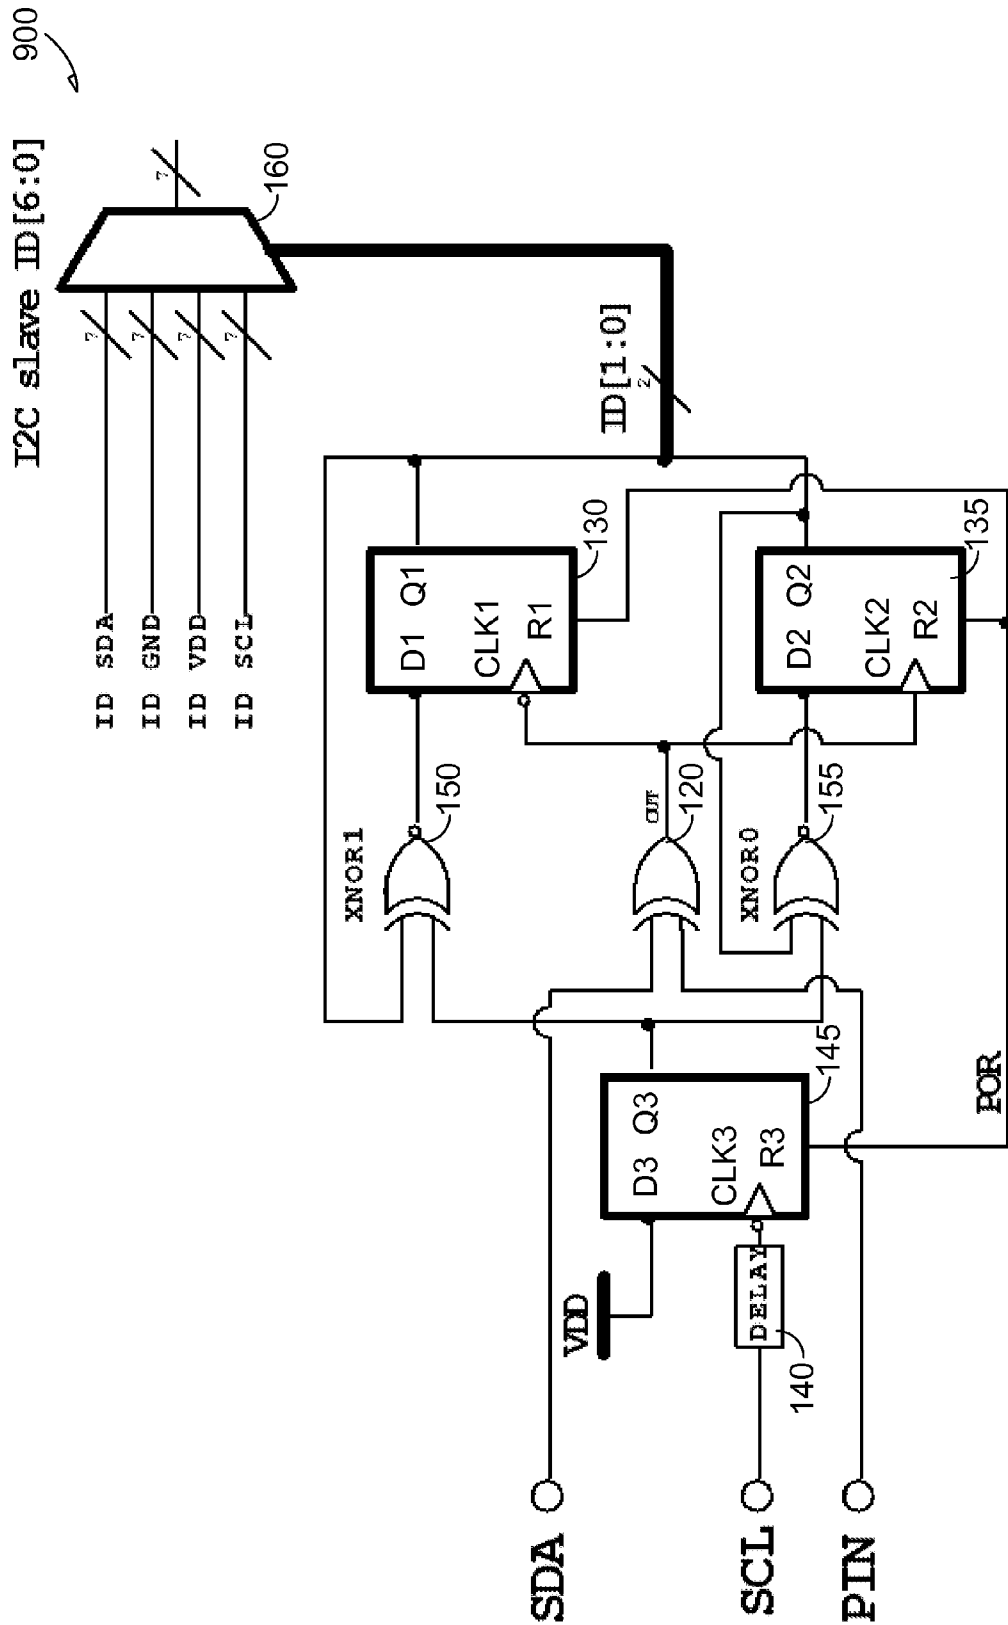 900
I2C slave ID[6:0]
7
160
ID SDA
7
ID GND
7
ID VDD
7
ID SCL
7
ID[1:0]
2
XNOR1
150
D1 Q1
CLK1
R1
130
OUT
120
XNOR0
155
D2 Q2
CLK2
R2
135
SDA
VDD
D3 Q3
CLK3
R3
145
SCL
DELAY
140
PIN
POR